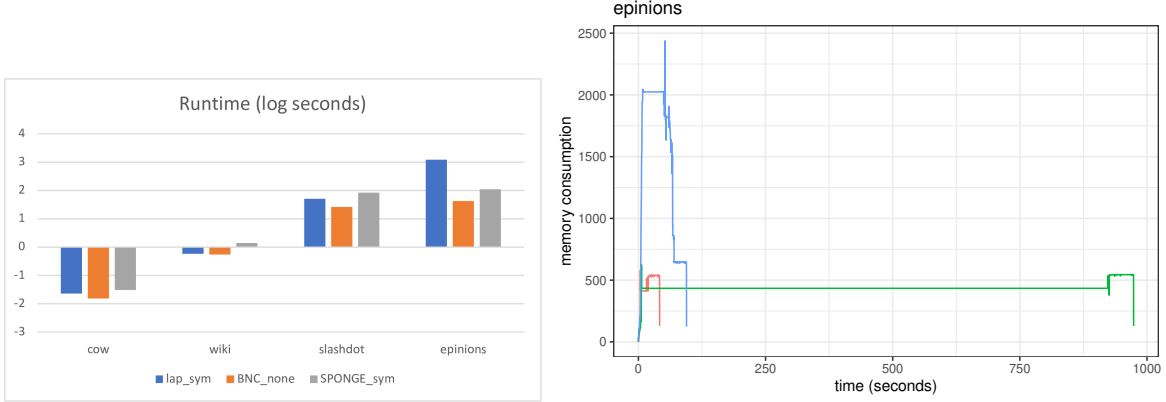 Runtime (log seconds)
4
3
2
1
0
-1
-2
-3
cow wiki slashdot epinions
lap_sym BNC_none SPONGE_sym
epinions
2500
2000
1500
1000
500
0
memory consumption
0 250 500 750 1000
time (seconds)